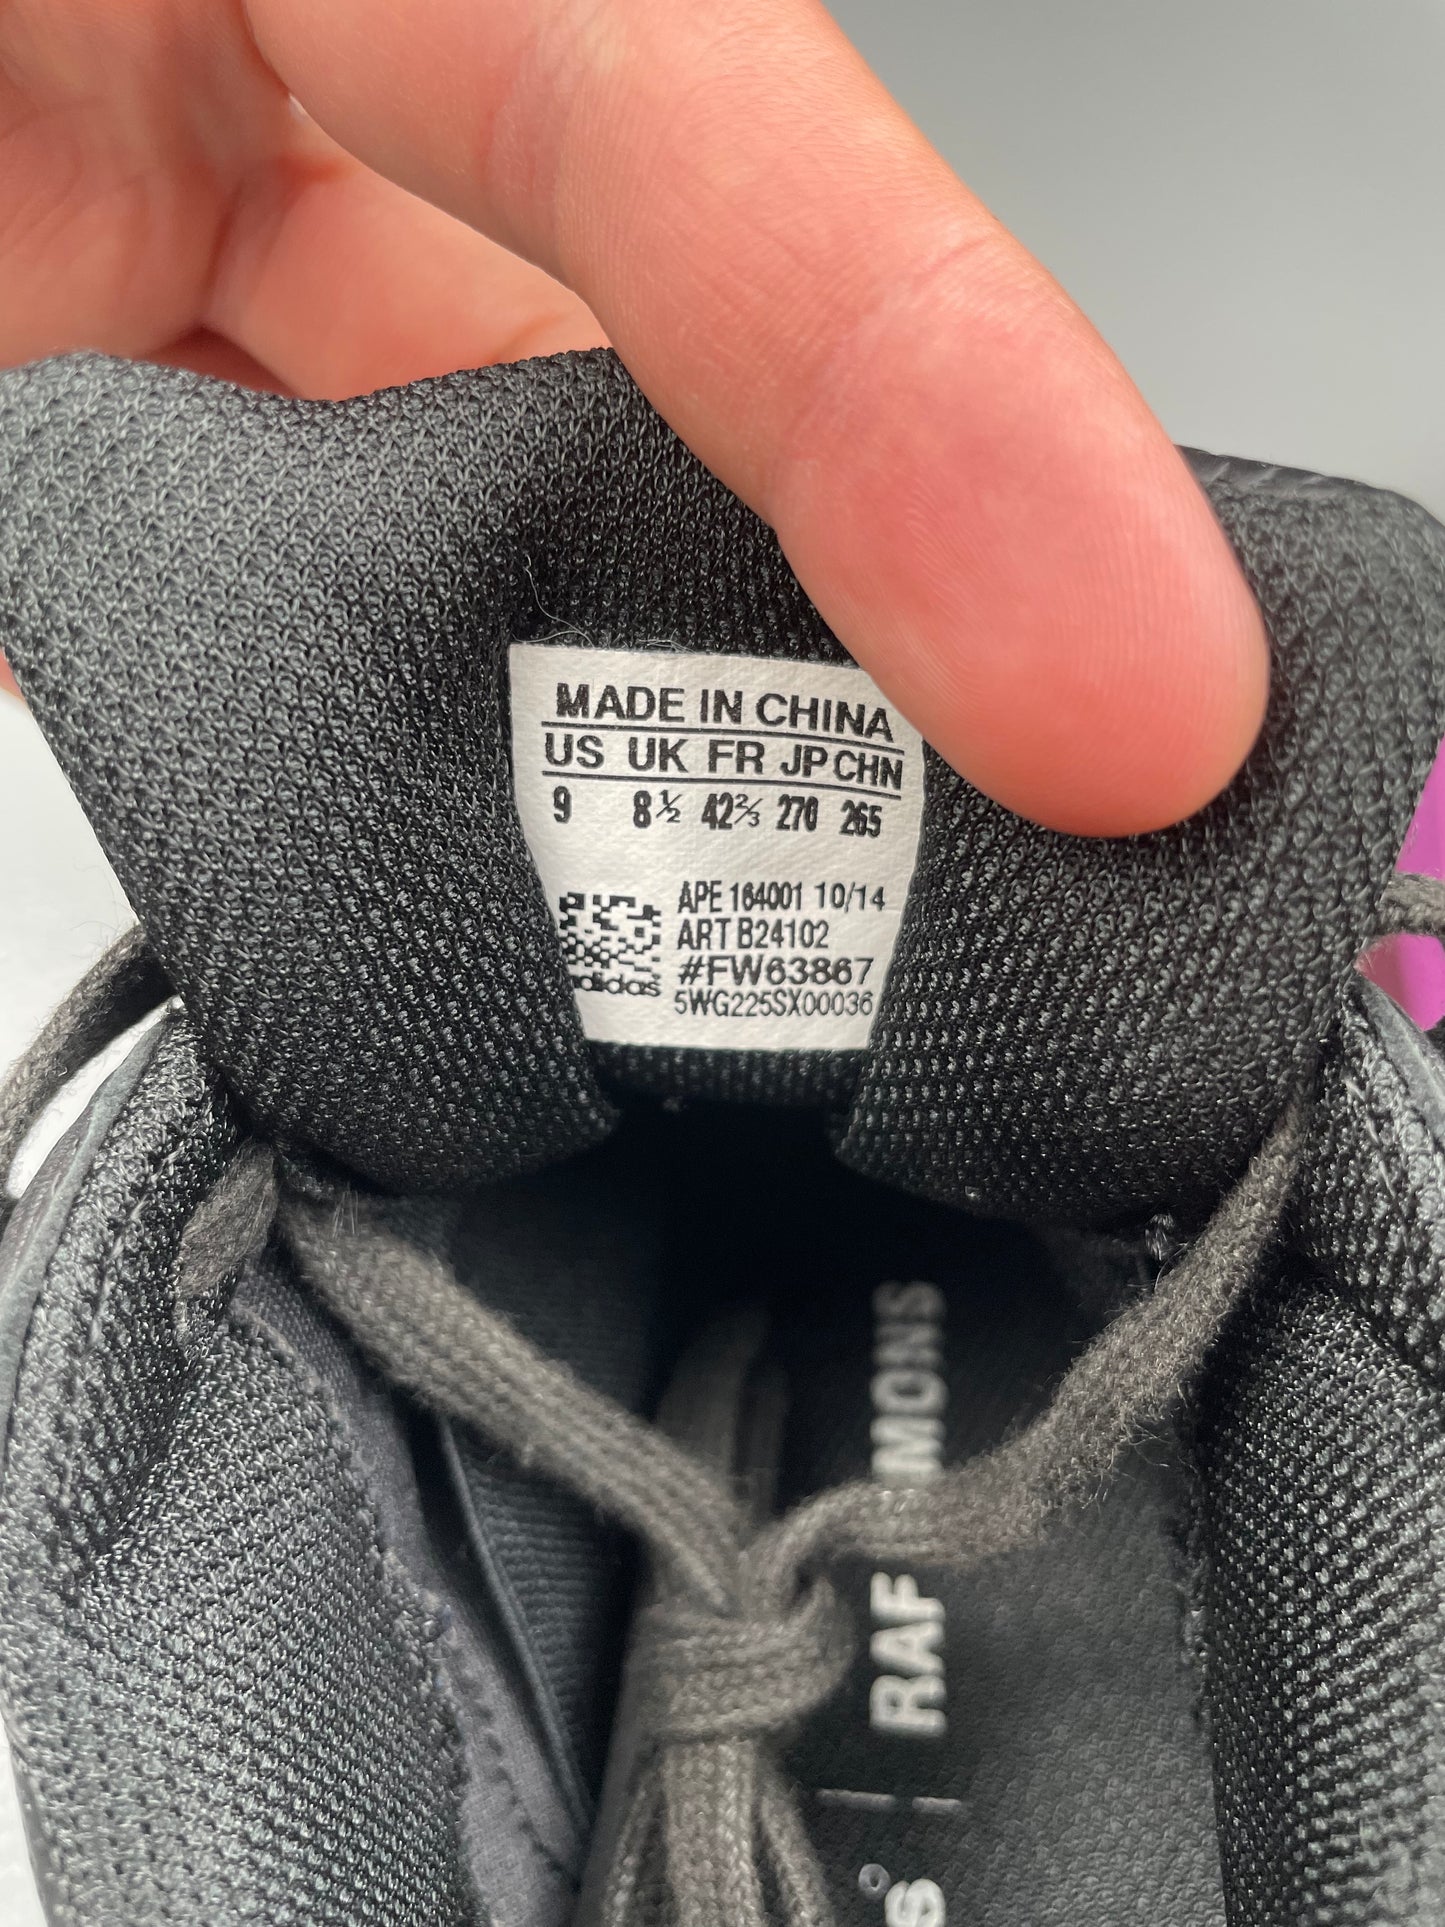 MADE IN CHINA
US UK FR JP CHN
9 8½ 42⅔ 270 265
APE 164001 10/14
ART B24102
#FW63867
adidas 5WG225SX00036
RAF MONS
S